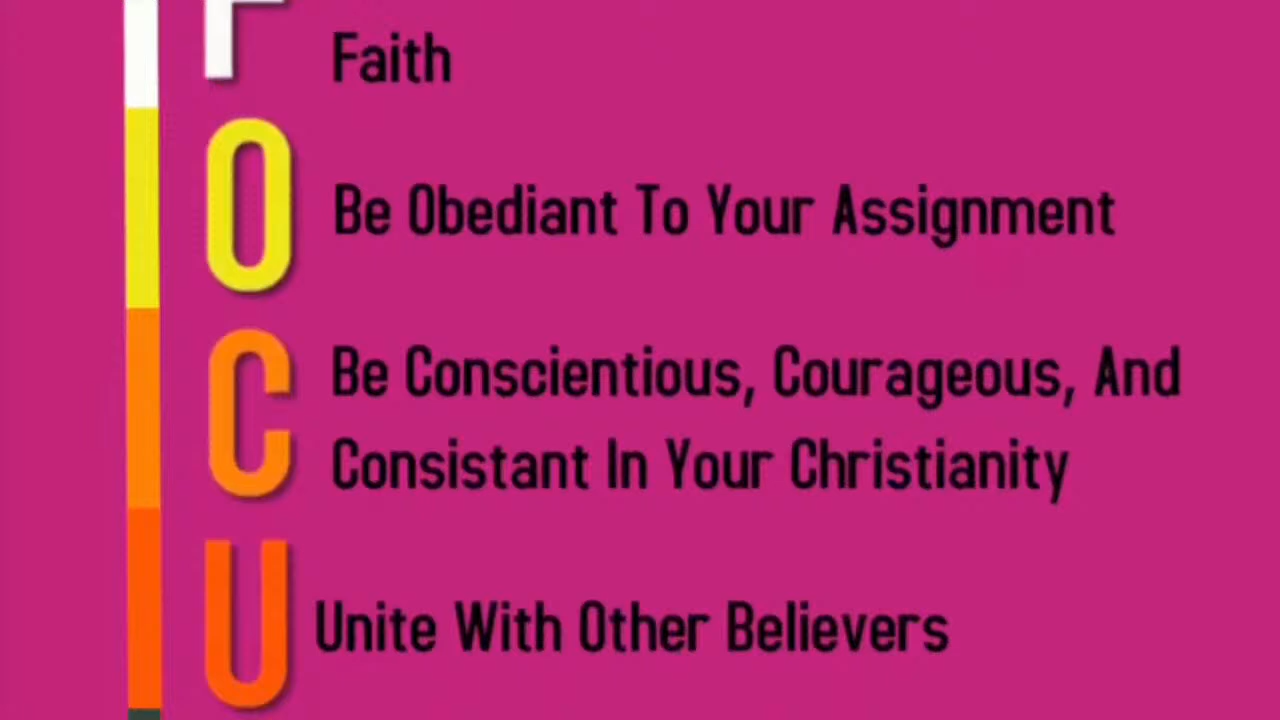 F Faith
O Be Obediant To Your Assignment
C Be Conscientious, Courageous, And
Consistant In Your Christianity
U Unite With Other Believers